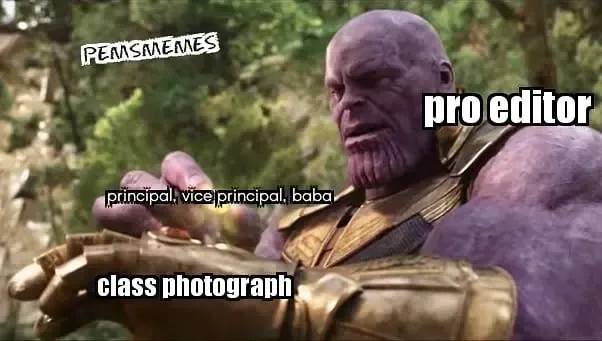 PEMSMEMES
pro editor
principal, vice principal, baba
class photograph